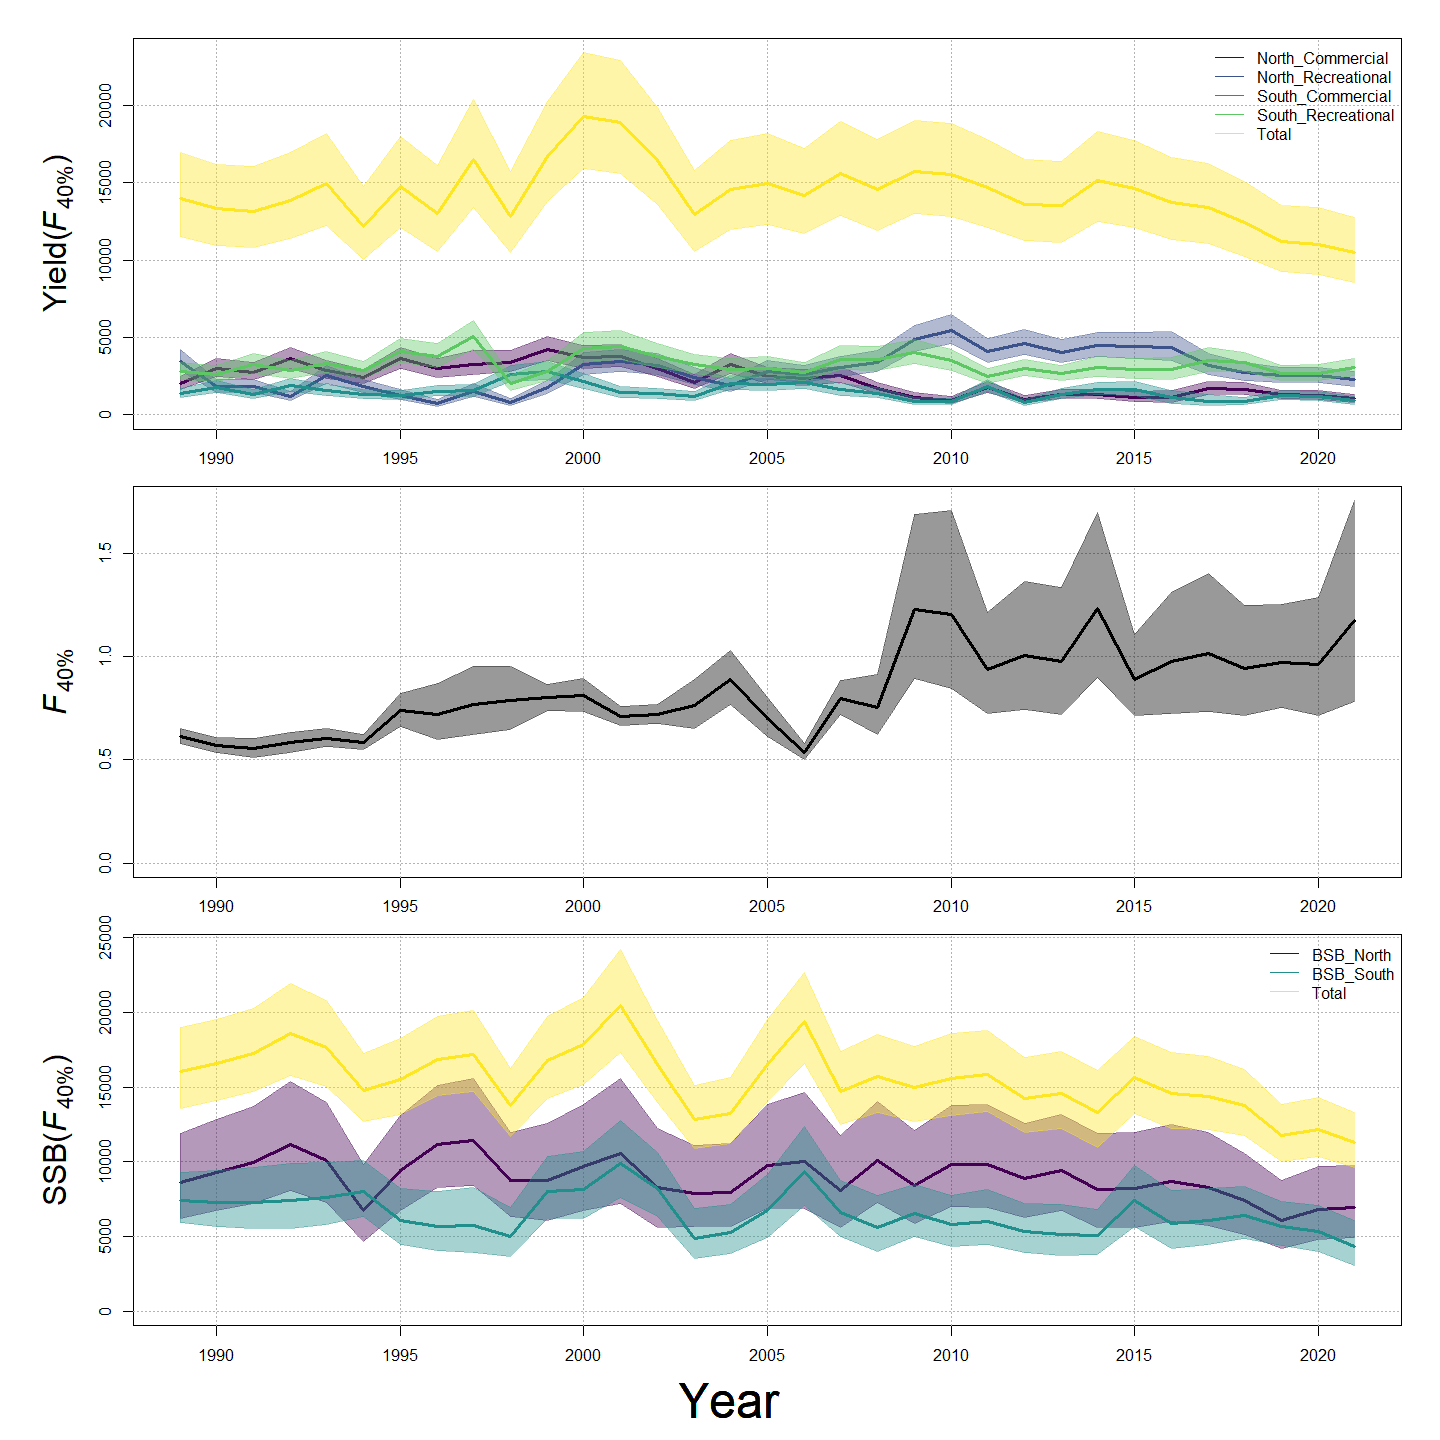 Yield(F40%)
20000
15000
10000
5000
0
North_Commercial
North_Recreational
South_Commercial
South_Recreational
Total
1990 1995 2000 2005 2010 2015 2020
F40%
1.5
1.0
0.5
0.0
1990 1995 2000 2005 2010 2015 2020
SSB(F40%)
25000
20000
15000
10000
5000
0
BSB_North
BSB_South
Total
1990 1995 2000 2005 2010 2015 2020
Year